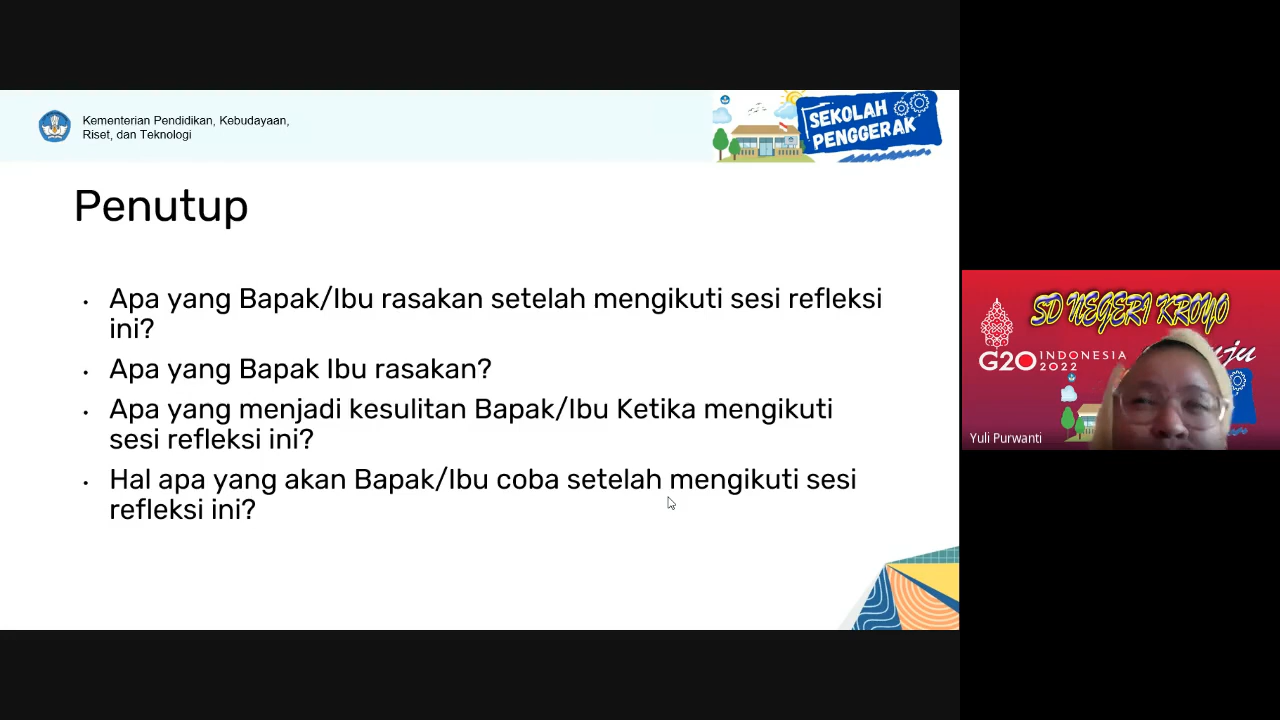 Kementerian Pendidikan, Kebudayaan,
Riset, dan Teknologi
SEKOLAH
PENGGERAK
Penutup
• Apa yang Bapak/Ibu rasakan setelah mengikuti sesi refleksi
ini?
• Apa yang Bapak Ibu rasakan?
• Apa yang menjadi kesulitan Bapak/Ibu Ketika mengikuti
sesi refleksi ini?
• Hal apa yang akan Bapak/Ibu coba setelah mengikuti sesi
refleksi ini?
SD NEGERI KROYO
G20 INDONESIA
2022
Yuli Purwanti